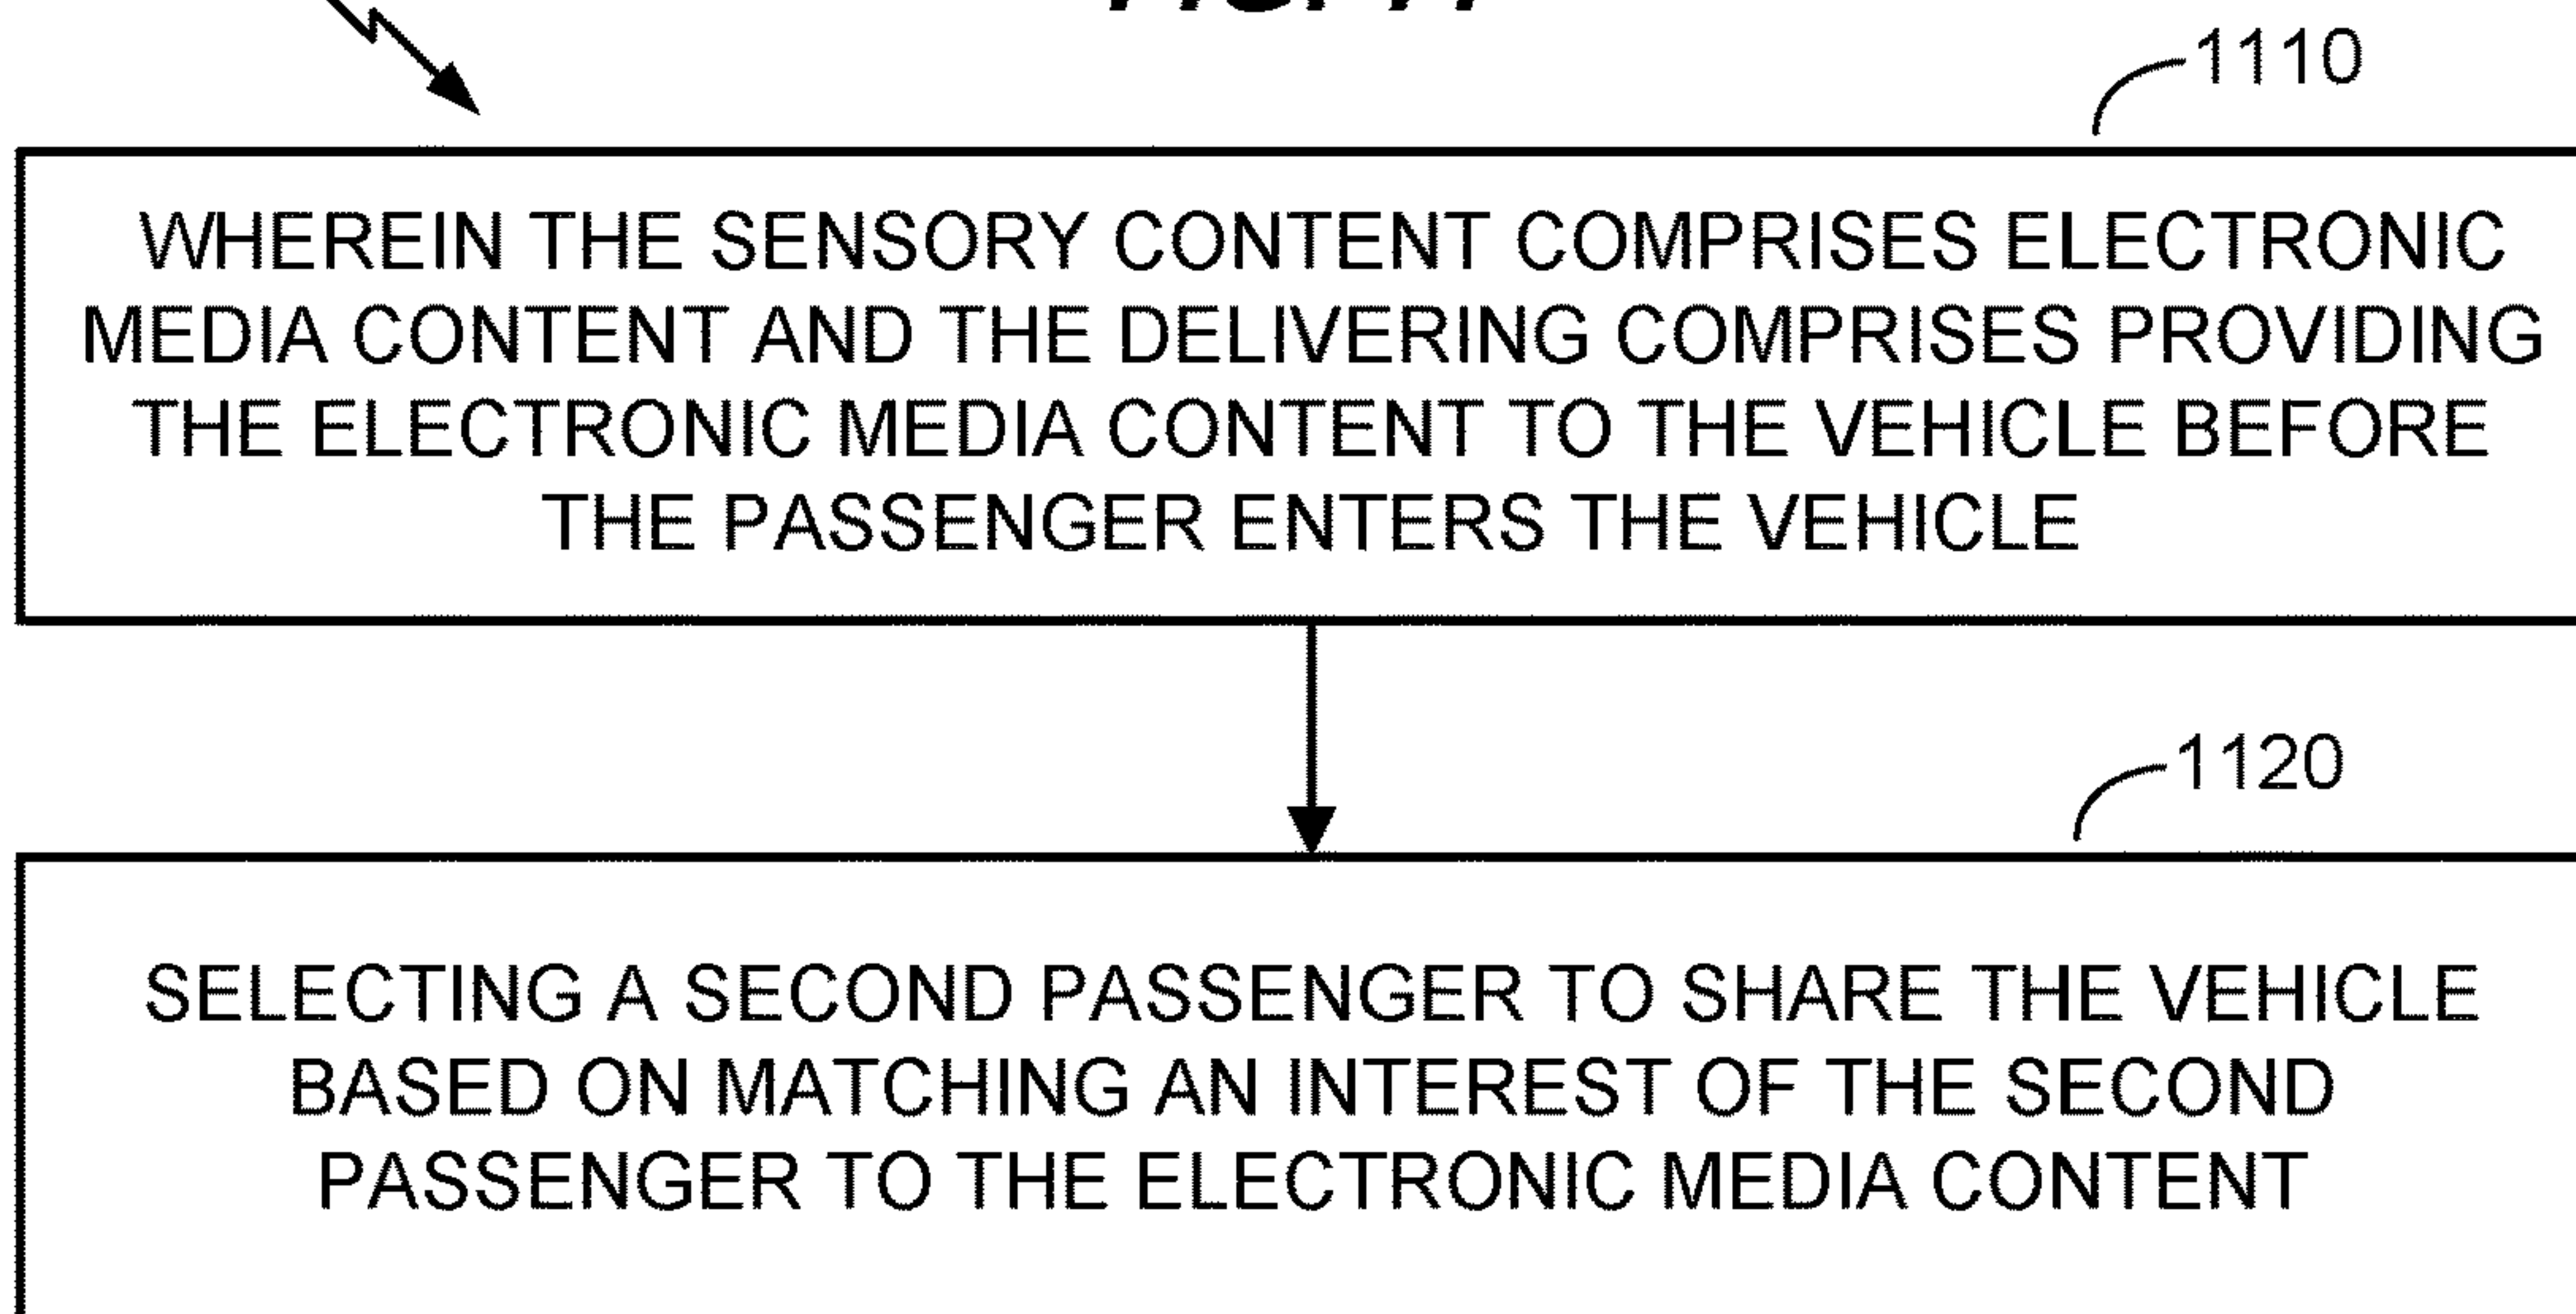 1110
WHEREIN THE SENSORY CONTENT COMPRISES ELECTRONIC
MEDIA CONTENT AND THE DELIVERING COMPRISES PROVIDING
THE ELECTRONIC MEDIA CONTENT TO THE VEHICLE BEFORE
THE PASSENGER ENTERS THE VEHICLE
1120
SELECTING A SECOND PASSENGER TO SHARE THE VEHICLE
BASED ON MATCHING AN INTEREST OF THE SECOND
PASSENGER TO THE ELECTRONIC MEDIA CONTENT